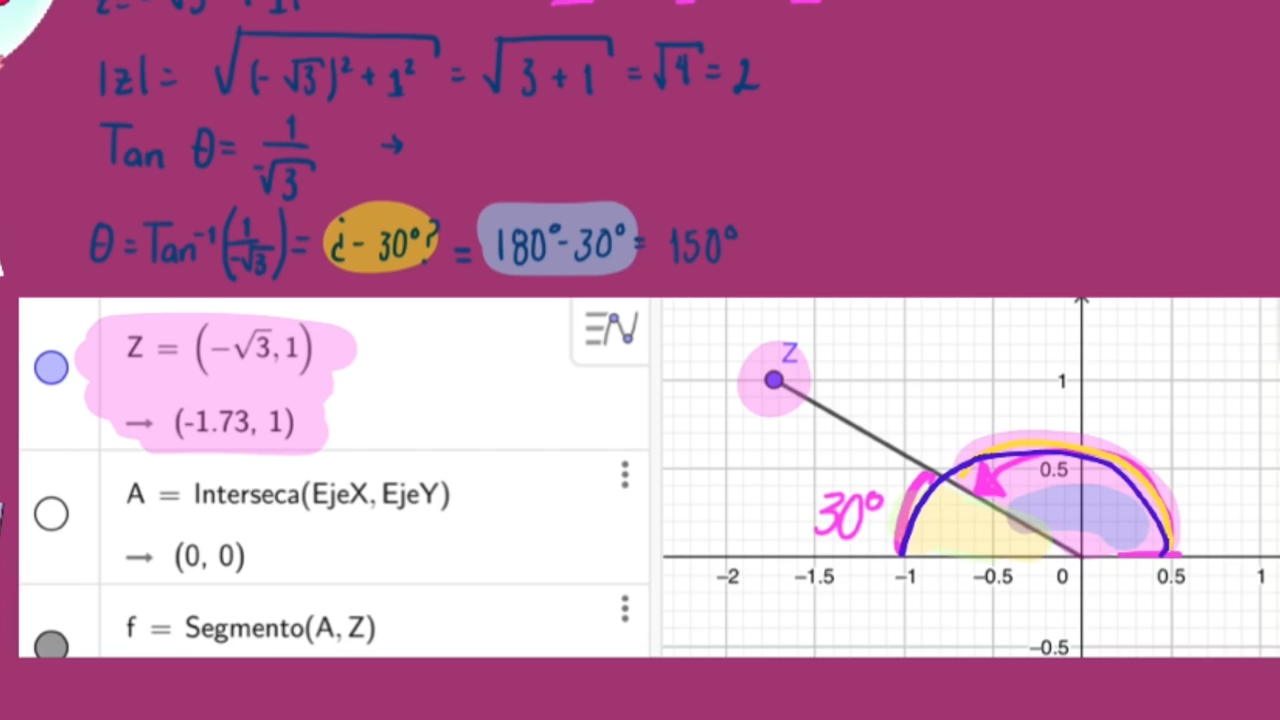 |z| = √((-√3)² + 1²) = √(3 + 1) = √4 = 2
Tan θ = 1/-√3 →
θ = Tan⁻¹(1/-√3) = ¿-30°? = 180°-30° = 150°
Z = (-√3, 1)
→ (-1.73, 1)
A = Interseca(EjeX, EjeY)
→ (0, 0)
f = Segmento(A, Z)
Z
1
0.5
30°
-2 -1.5 -1 -0.5 0 0.5 1
-0.5